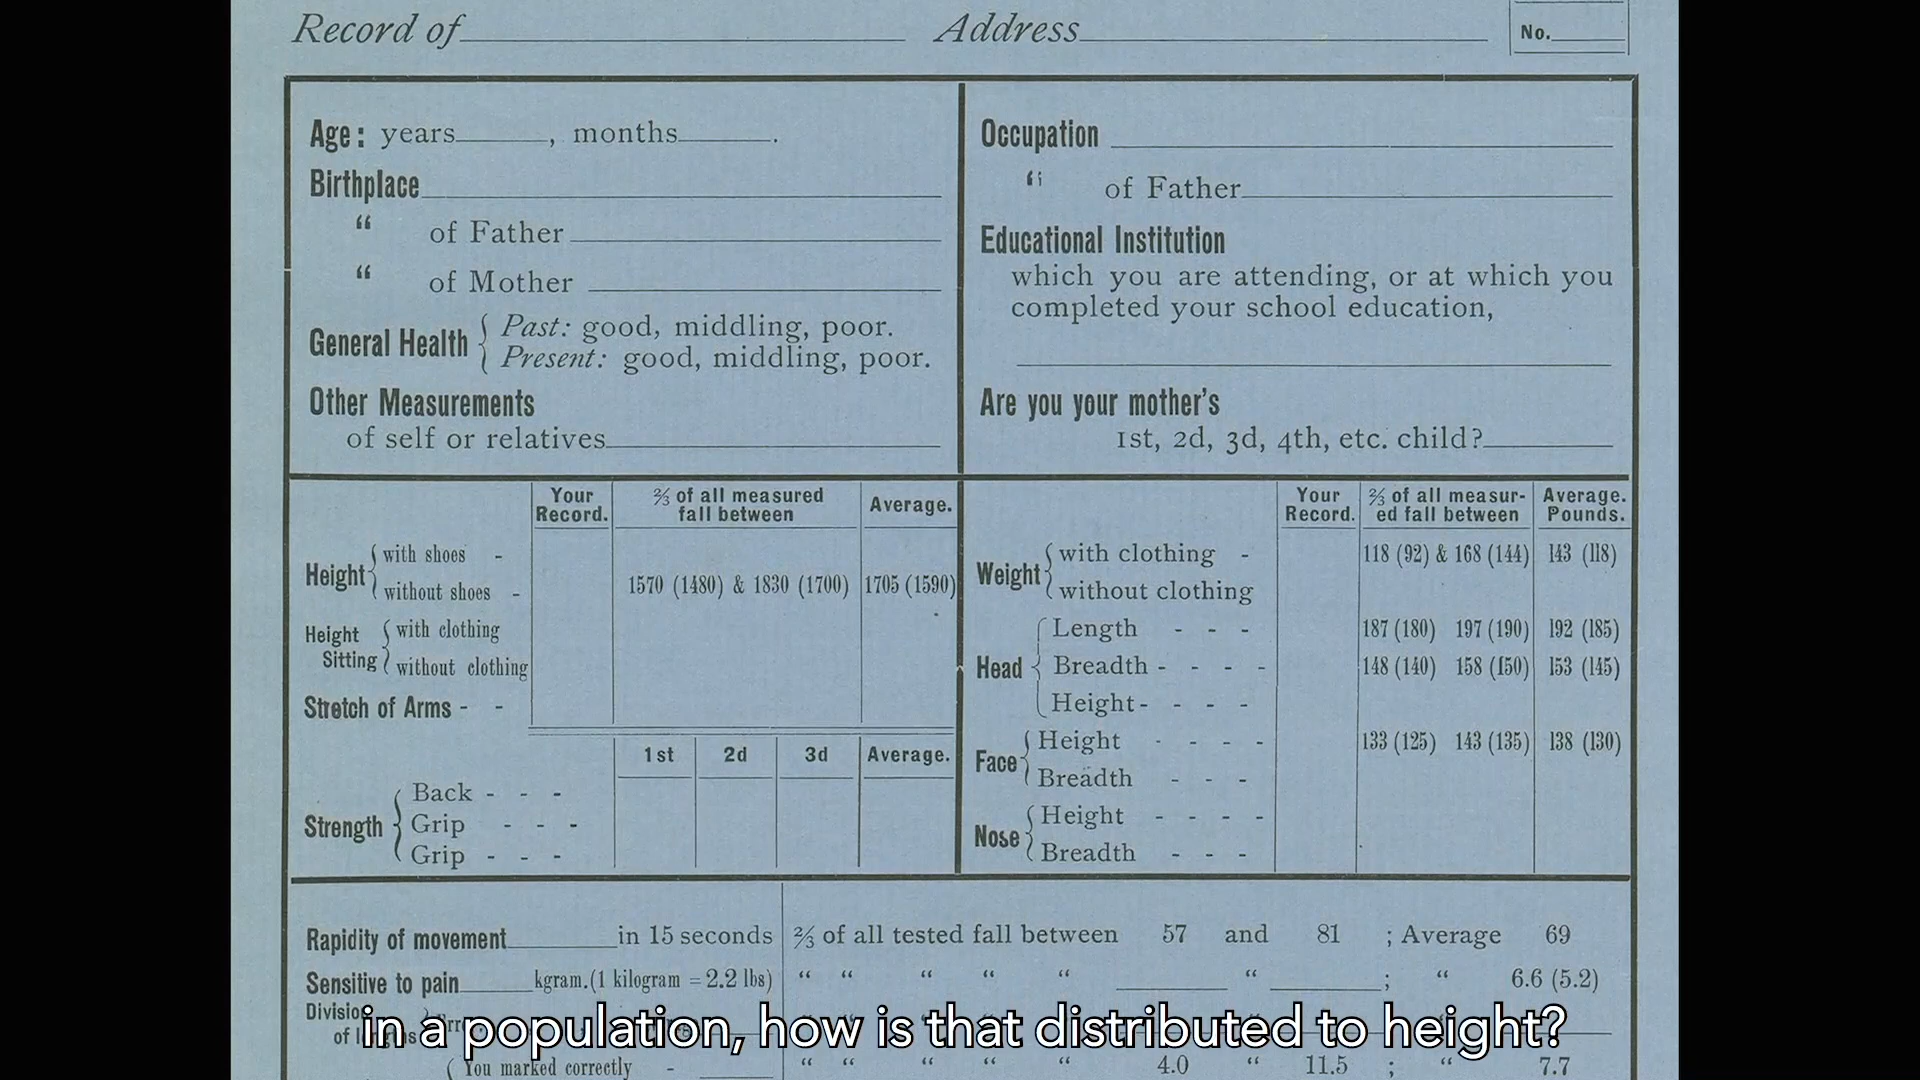 Record of
Address
No.
Age: years , months .
Birthplace
“ of Father
“ of Mother
General Health { Past: good, middling, poor.
Present: good, middling, poor.
Other Measurements
of self or relatives
Occupation
“ of Father
Educational Institution
which you are attending, or at which you
completed your school education,
Are you your mother's
1st, 2d, 3d, 4th, etc. child?
Your Record. ⅔ of all measured fall between Average.
Height { with shoes -
without shoes - 1570 (1480) & 1830 (1700) 1705 (1590)
Height Sitting { with clothing
without clothing
Stretch of Arms - -
1st 2d 3d Average.
Strength { Back - - -
Grip - - -
Grip - - -
Your Record. ⅔ of all measur-ed fall between Average. Pounds.
Weight { with clothing - 118 (92) & 168 (144) 143 (118)
without clothing
Head { Length - - - 187 (180) 197 (190) 192 (185)
Breadth - - - - 148 (140) 158 (150) 153 (145)
Height - - - -
Face { Height - - - - 133 (125) 143 (135) 138 (130)
Breadth - - -
Nose { Height - - - -
Breadth - - -
Rapidity of movement in 15 seconds ⅔ of all tested fall between 57 and 81 ; Average 69
Sensitive to pain kgram. (1 kilogram = 2.2 lbs) “ “ “ “ “ “ ; “ 6.6 (5.2)
in a population, how is that distributed to height?
You marked correctly - “ “ “ “ “ 4.0 “ 11.5 ; “ 7.7